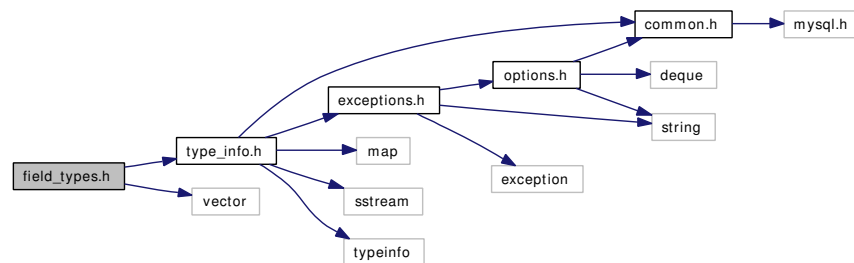 common.h
mysql.h
options.h
deque
exceptions.h
string
type_info.h
map
field_types.h
exception
vector
sstream
typeinfo